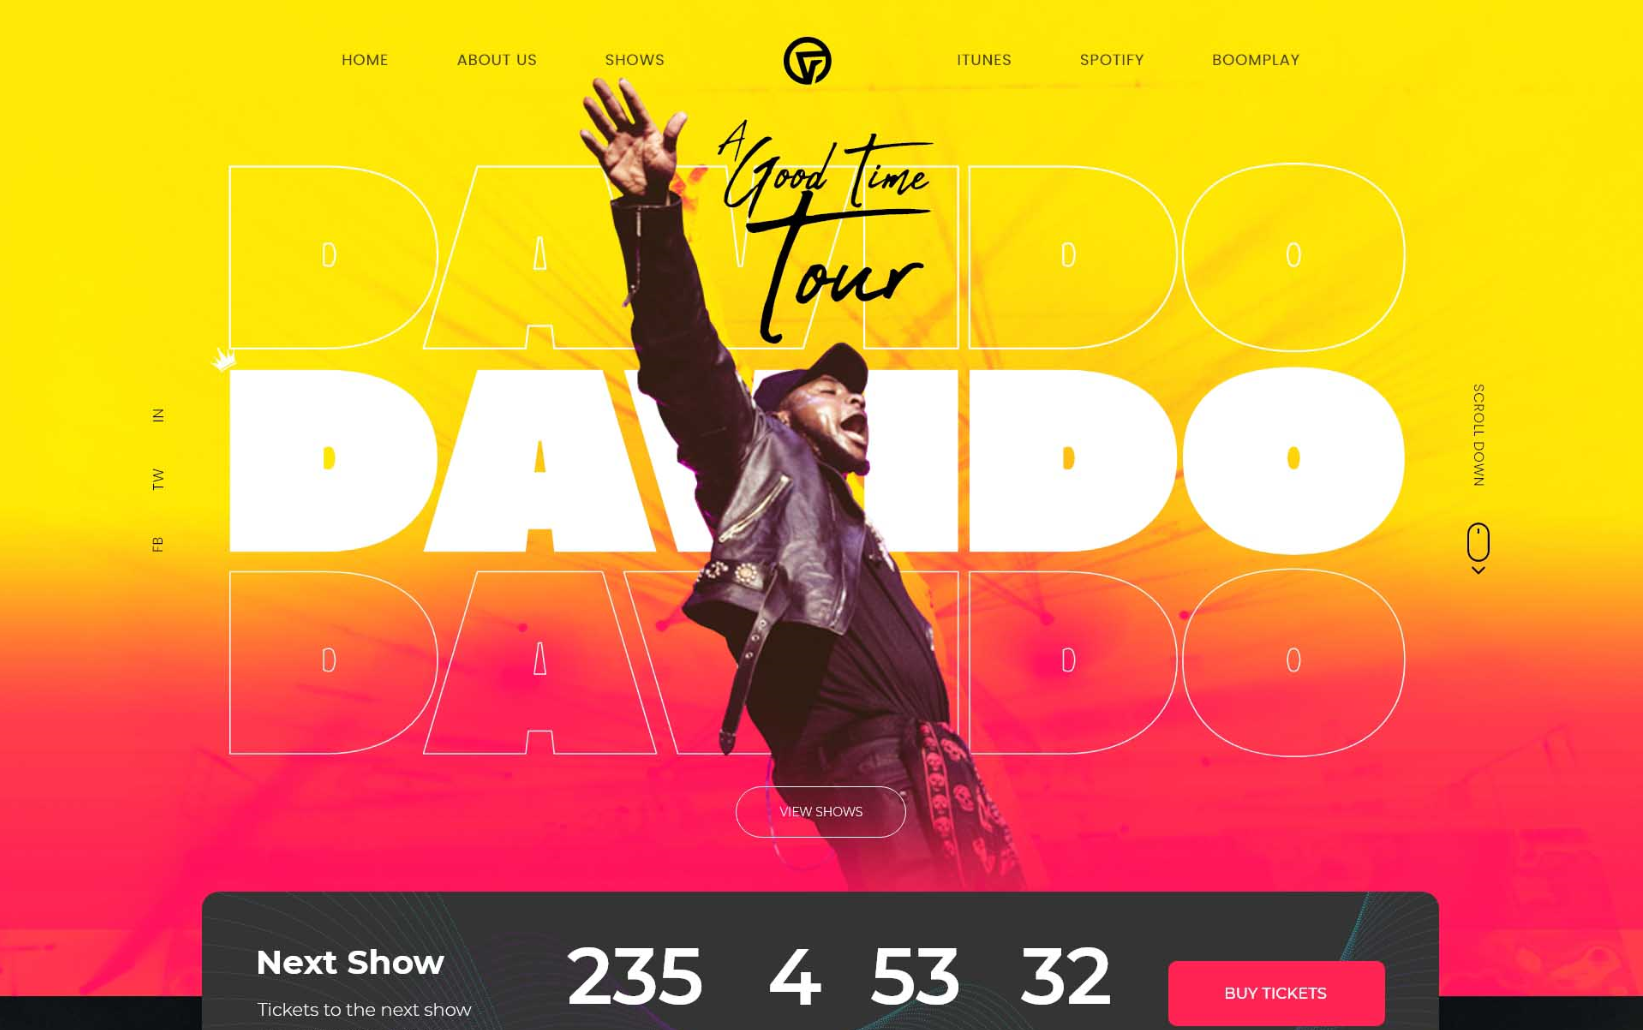 HOME ABOUT US SHOWS ITUNES SPOTIFY BOOMPLAY
A
Good Time
Tour
DAVIDO
DAVIDO
DAVIDO
IN
TW
FB
SCROLL DOWN
VIEW SHOWS
Next Show
Tickets to the next show
235 4 53 32
BUY TICKETS